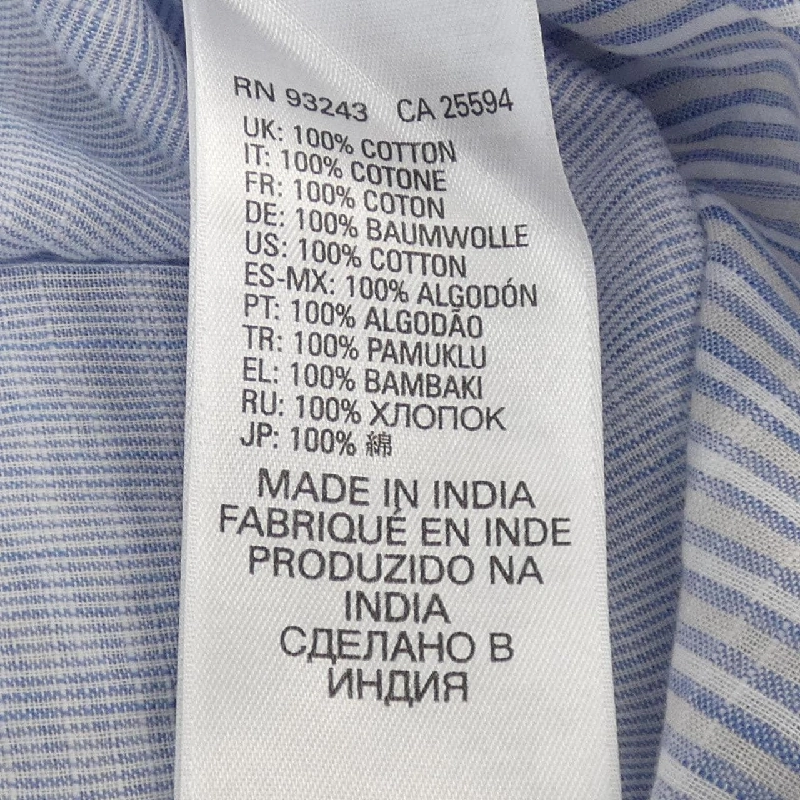 RN 93243 CA 25594
UK: 100% COTTON
IT: 100% COTONE
FR: 100% COTON
DE: 100% BAUMWOLLE
US: 100% COTTON
ES-MX: 100% ALGODÓN
PT: 100% ALGODÃO
TR: 100% PAMUKLU
EL: 100% BAMBAKI
RU: 100% ХЛОПОК
JP: 100% 綿
MADE IN INDIA
FABRIQUÉ EN INDE
PRODUZIDO NA
INDIA
СДЕЛАНО В
ИНДИЯ